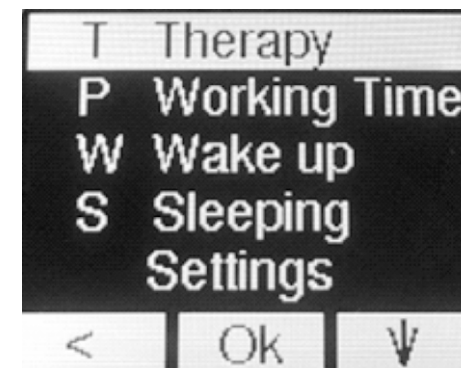 T Therapy
P Working Time
W Wake up
S Sleeping
Settings
< Ok ↓